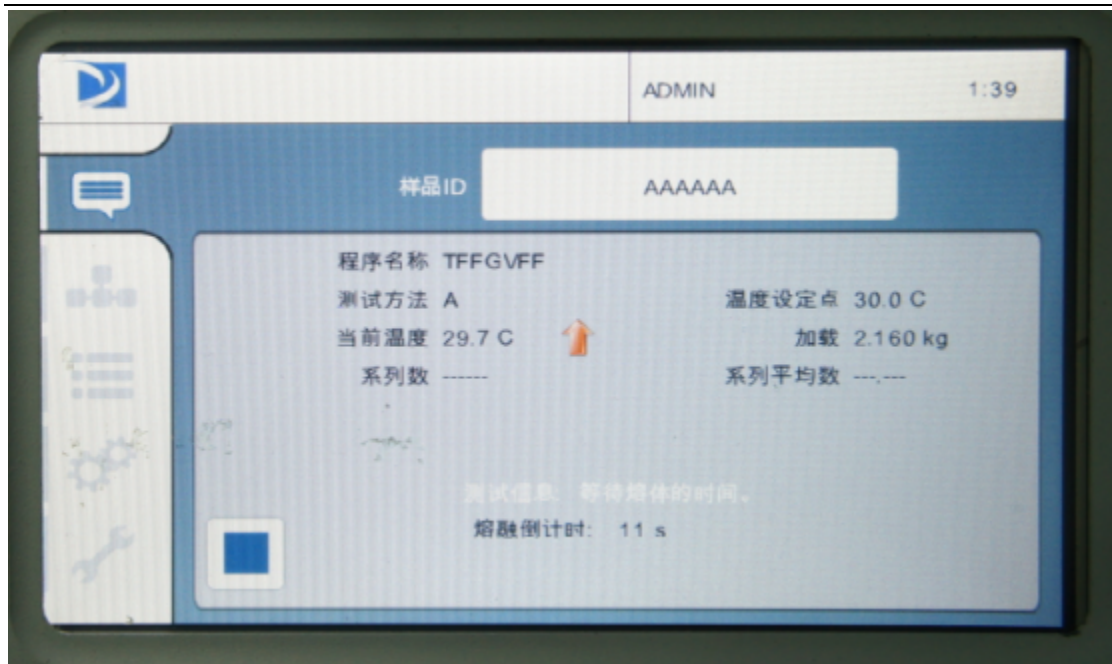 ADMIN 1:39
样品ID AAAAAA
程序名称 TFFGVFF
测试方法 A 温度设定点 30.0 C
当前温度 29.7 C 加载 2.160 kg
系列数 ------ 系列平均数 ---.---
测试信息: 等待熔体的时间。
熔融倒计时: 11 s